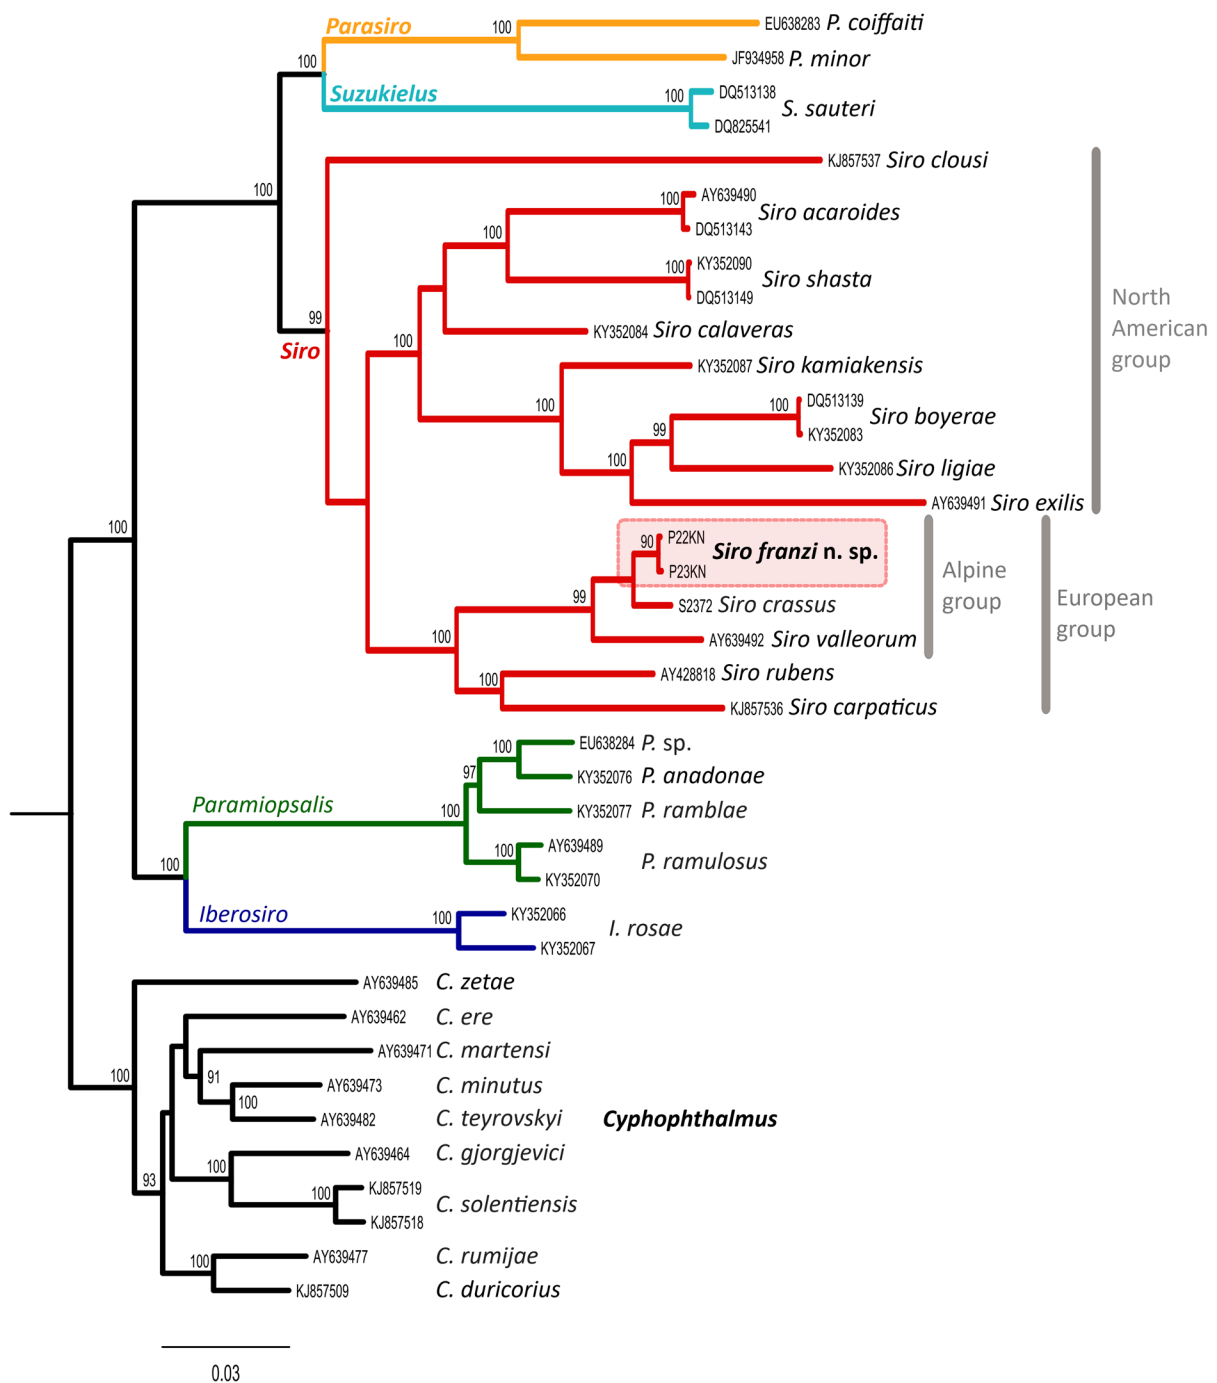 Parasiro
100
100
EU638283 P. coiffaiti
JF934958 P. minor
100
Suzukielus
100
DQ513138
DQ825541
S. sauteri
KJ857537 Siro clousi
100
AY639490
DQ513143
Siro acaroides
100
100
KY352090
DQ513149
Siro shasta
KY352084 Siro calaveras
99
Siro
100
KY352087 Siro kamiakensis
100
100
DQ513139
KY352083
Siro boyerae
99
100
KY352086 Siro ligiae
AY639491 Siro exilis
North
American
group
90
P22KN
P23KN
Siro franzi n. sp.
99
S2372 Siro crassus
AY639492 Siro valleorum
Alpine
group
European
group
100
100
AY428818 Siro rubens
KJ857536 Siro carpaticus
100
100
EU638284 P. sp.
KY352076 P. anadonae
97
KY352077 P. ramblae
Paramiopsalis
100
100
AY639489
KY352070
P. ramulosus
100
Iberosiro
100
KY352066
KY352067
I. rosae
AY639485 C. zetae
AY639462 C. ere
AY639471 C. martensi
91
AY639473 C. minutus
100
AY639482 C. teyrovskyi
Cyphophthalmus
100
AY639464 C. gjorgjevici
100
93
100
KJ857519
KJ857518
C. solentiensis
AY639477 C. rumijae
100
KJ857509 C. duricorius
0.03